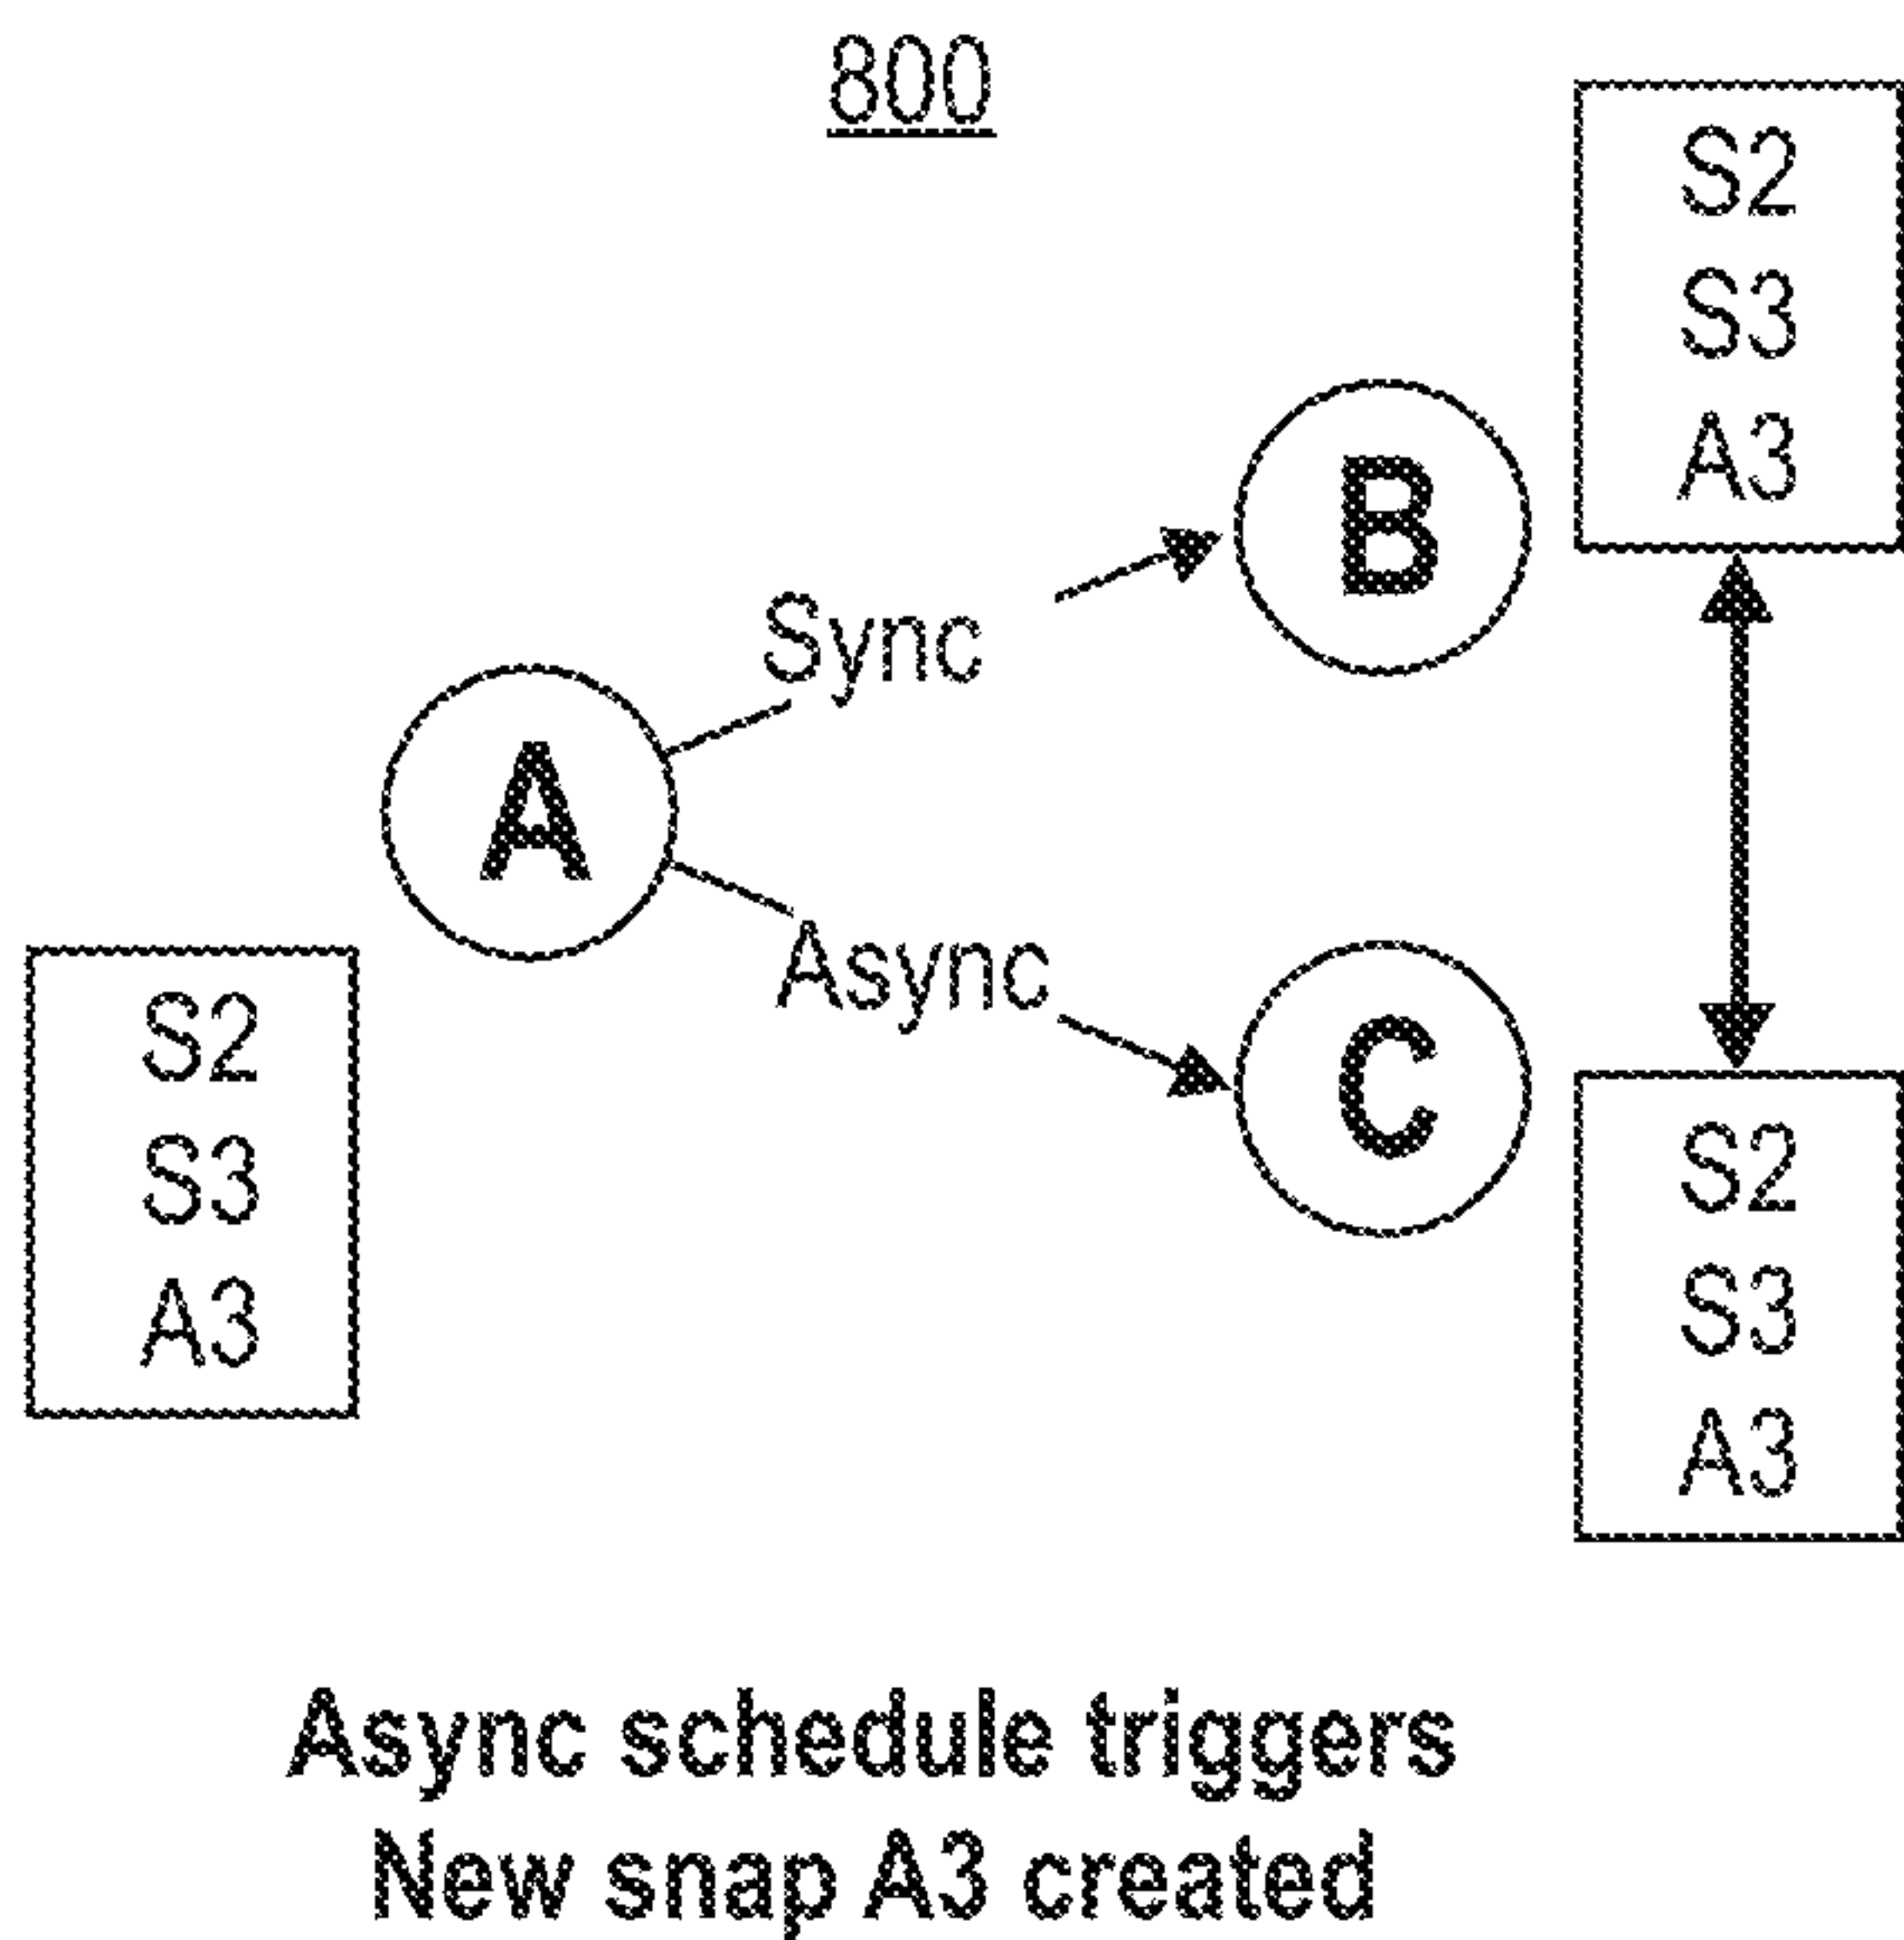 800
S2
S3
A3
B
Sync
A
Async
C
S2
S3
A3
S2
S3
A3
Async schedule triggers
New snap A3 created